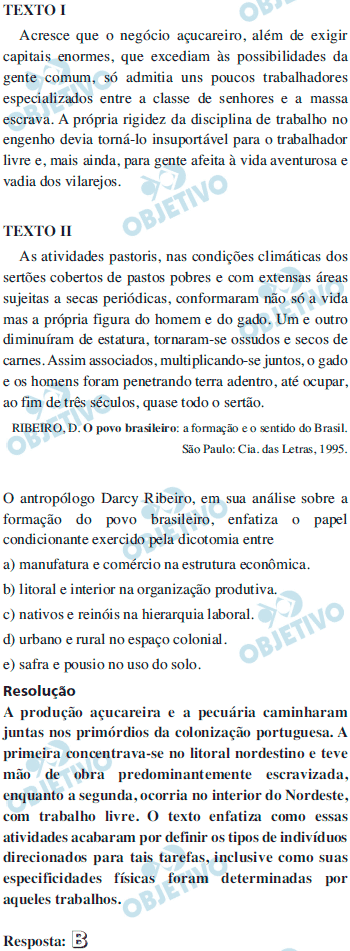 TEXTO I
Acresce que o negócio açucareiro, além de exigir
capitais enormes, que excediam às possibilidades da
gente comum, só admitia uns poucos trabalhadores
especializados entre a classe de senhores e a massa
escrava. A própria rigidez da disciplina de trabalho no
engenho devia torná-lo insuportável para o trabalhador
livre e, mais ainda, para gente afeita à vida aventurosa e
vadia dos vilarejos.
TEXTO II
As atividades pastoris, nas condições climáticas dos
sertões cobertos de pastos pobres e com extensas áreas
sujeitas a secas periódicas, conformaram não só a vida
mas a própria figura do homem e do gado. Um e outro
diminuíram de estatura, tornaram-se ossudos e secos de
carnes. Assim associados, multiplicando-se juntos, o gado
e os homens foram penetrando terra adentro, até ocupar,
ao fim de três séculos, quase todo o sertão.
RIBEIRO, D. O povo brasileiro: a formação e o sentido do Brasil.
São Paulo: Cia. das Letras, 1995.
O antropólogo Darcy Ribeiro, em sua análise sobre a
formação do povo brasileiro, enfatiza o papel
condicionante exercido pela dicotomia entre
a) manufatura e comércio na estrutura econômica.
b) litoral e interior na organização produtiva.
c) nativos e reinóis na hierarquia laboral.
d) urbano e rural no espaço colonial.
e) safra e pousio no uso do solo.
Resolução
A produção açucareira e a pecuária caminharam
juntas nos primórdios da colonização portuguesa. A
primeira concentrava-se no litoral nordestino e teve
mão de obra predominantemente escravizada,
enquanto a segunda, ocorria no interior do Nordeste,
com trabalho livre. O texto enfatiza como essas
atividades acabaram por definir os tipos de indivíduos
direcionados para tais tarefas, inclusive como suas
especificidades físicas foram determinadas por
aqueles trabalhos.
Resposta: B
OBJETIVO
OBJETIVO
OBJETIVO
OBJETIVO
OBJETIVO
OBJETIVO
OBJETIVO
OBJETIVO
OBJETIVO
OBJETIVO
OBJETIVO